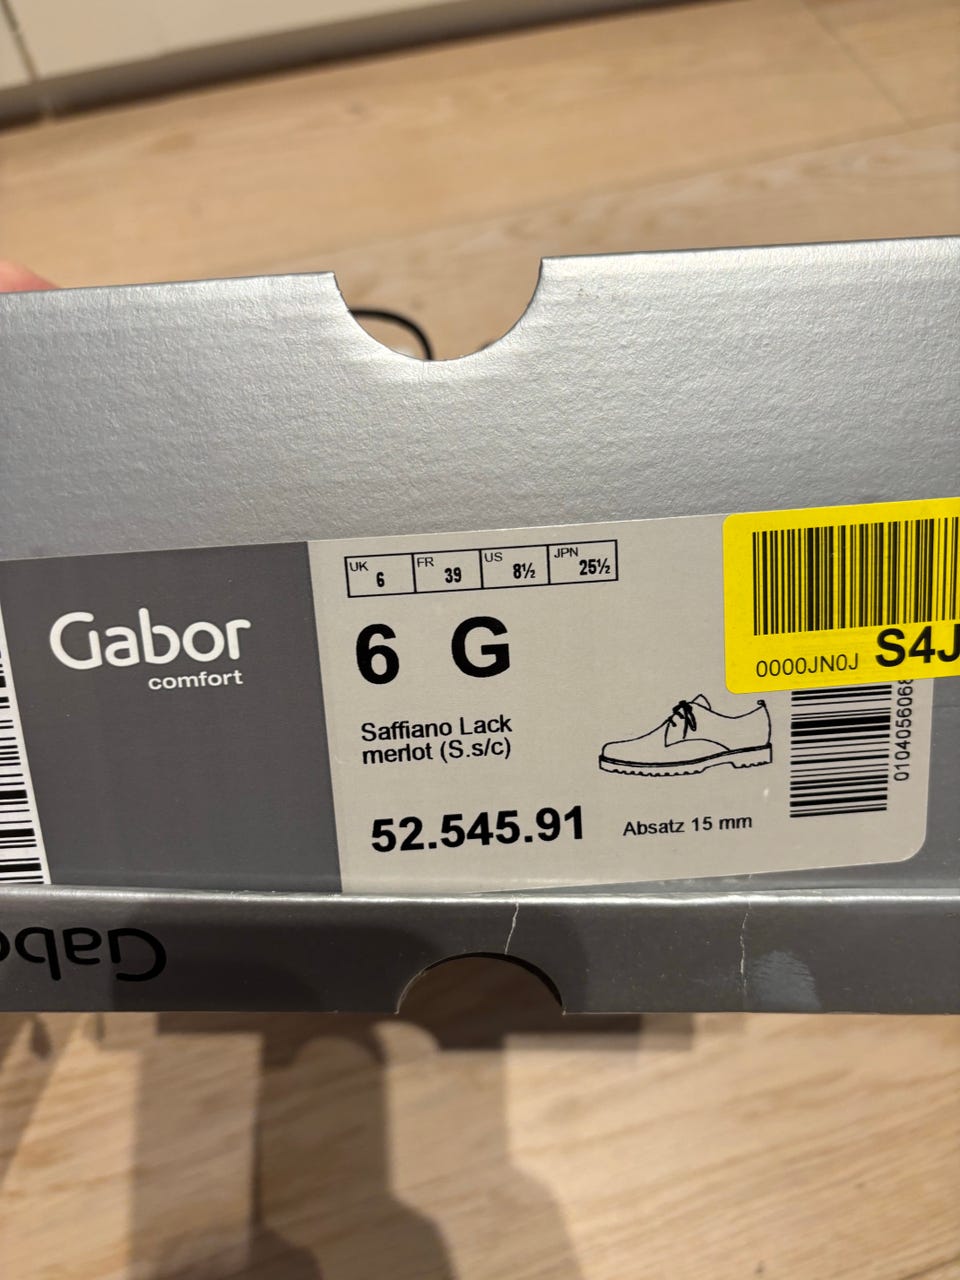 Gabor
comfort
UK 6 FR 39 US 8½ JPN 25½
6 G
Saffiano Lack
merlot (S.s/c)
52.545.91
Absatz 15 mm
0000JN0J S4J
Gabo